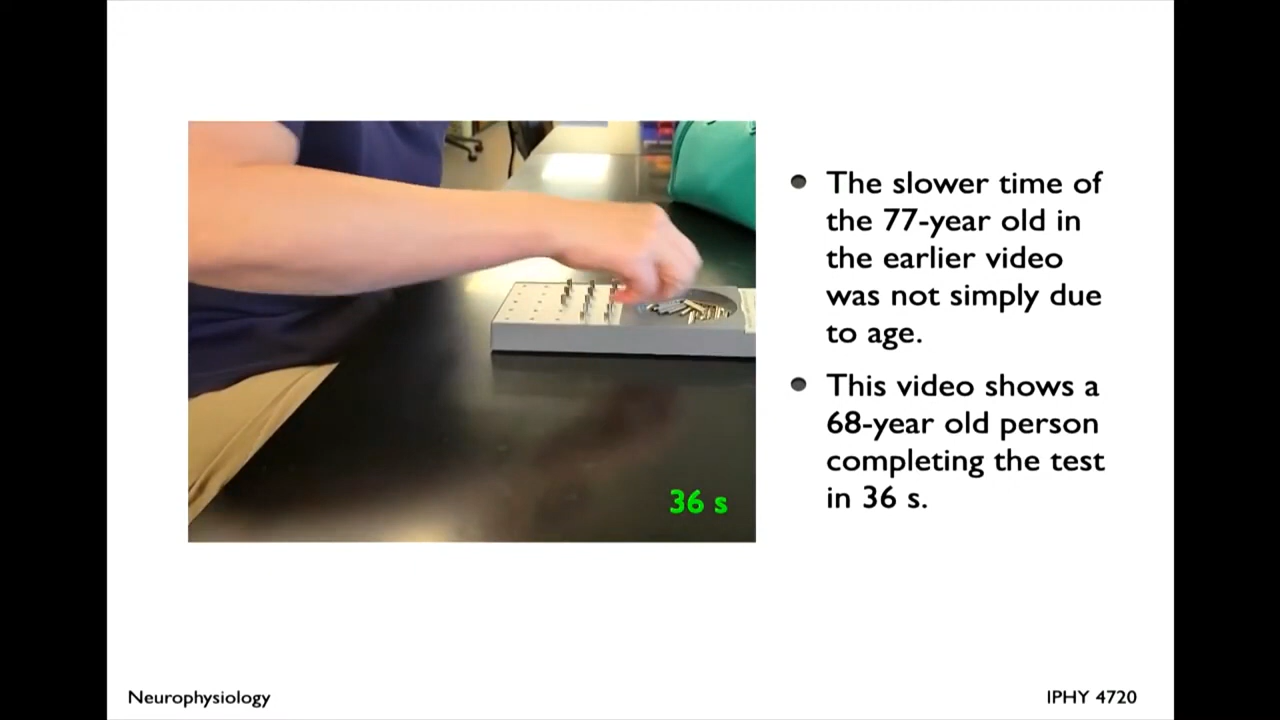 The slower time of
the 77-year old in
the earlier video
was not simply due
to age.
This video shows a
68-year old person
completing the test
in 36 s.
36 s
Neurophysiology
IPHY 4720